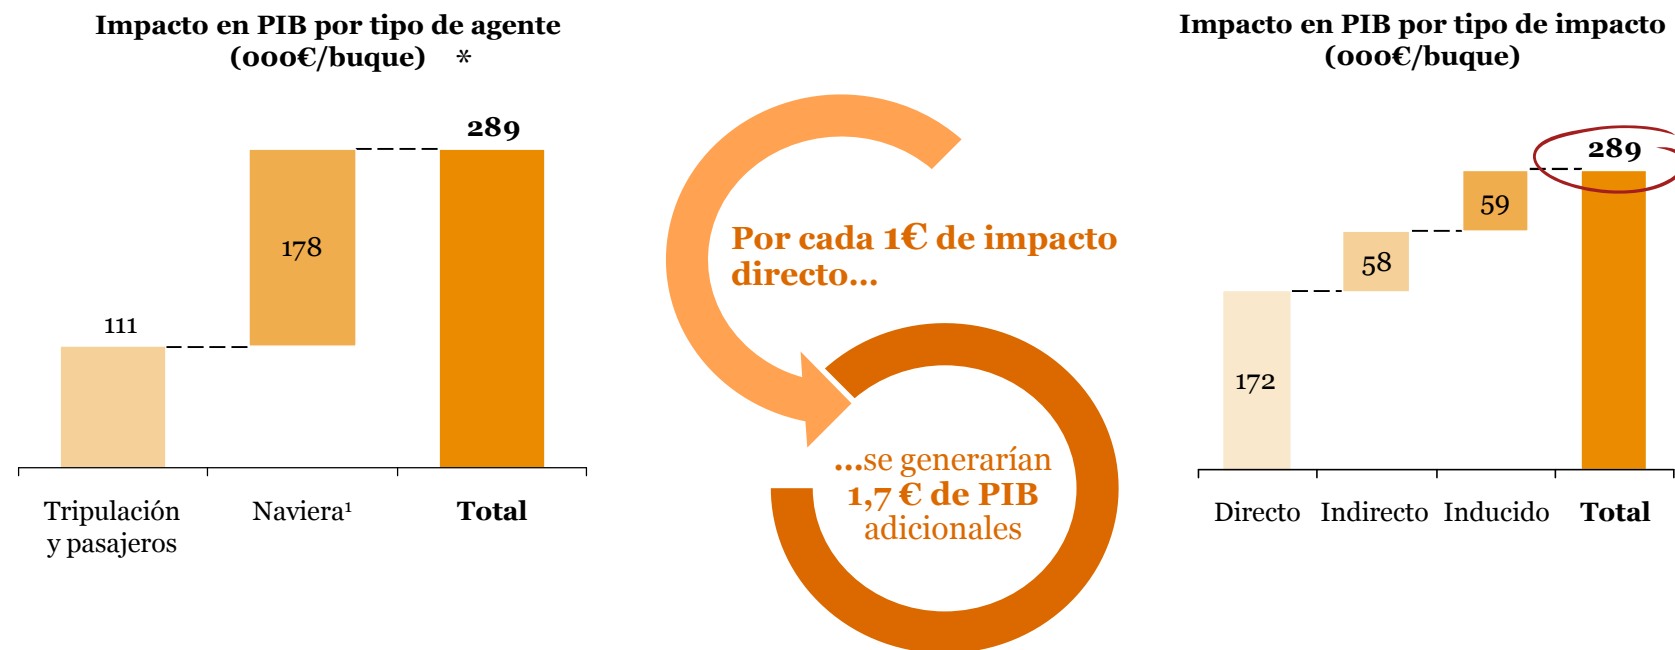 Impacto en PIB por tipo de agente
(000€/buque) *
289
178
111
Tripulación
y pasajeros
Naviera¹
Total
Por cada 1€ de impacto
directo...
...se generarían
1,7 € de PIB
adicionales
Impacto en PIB por tipo de impacto
(000€/buque)
289
59
58
172
Directo
Indirecto
Inducido
Total